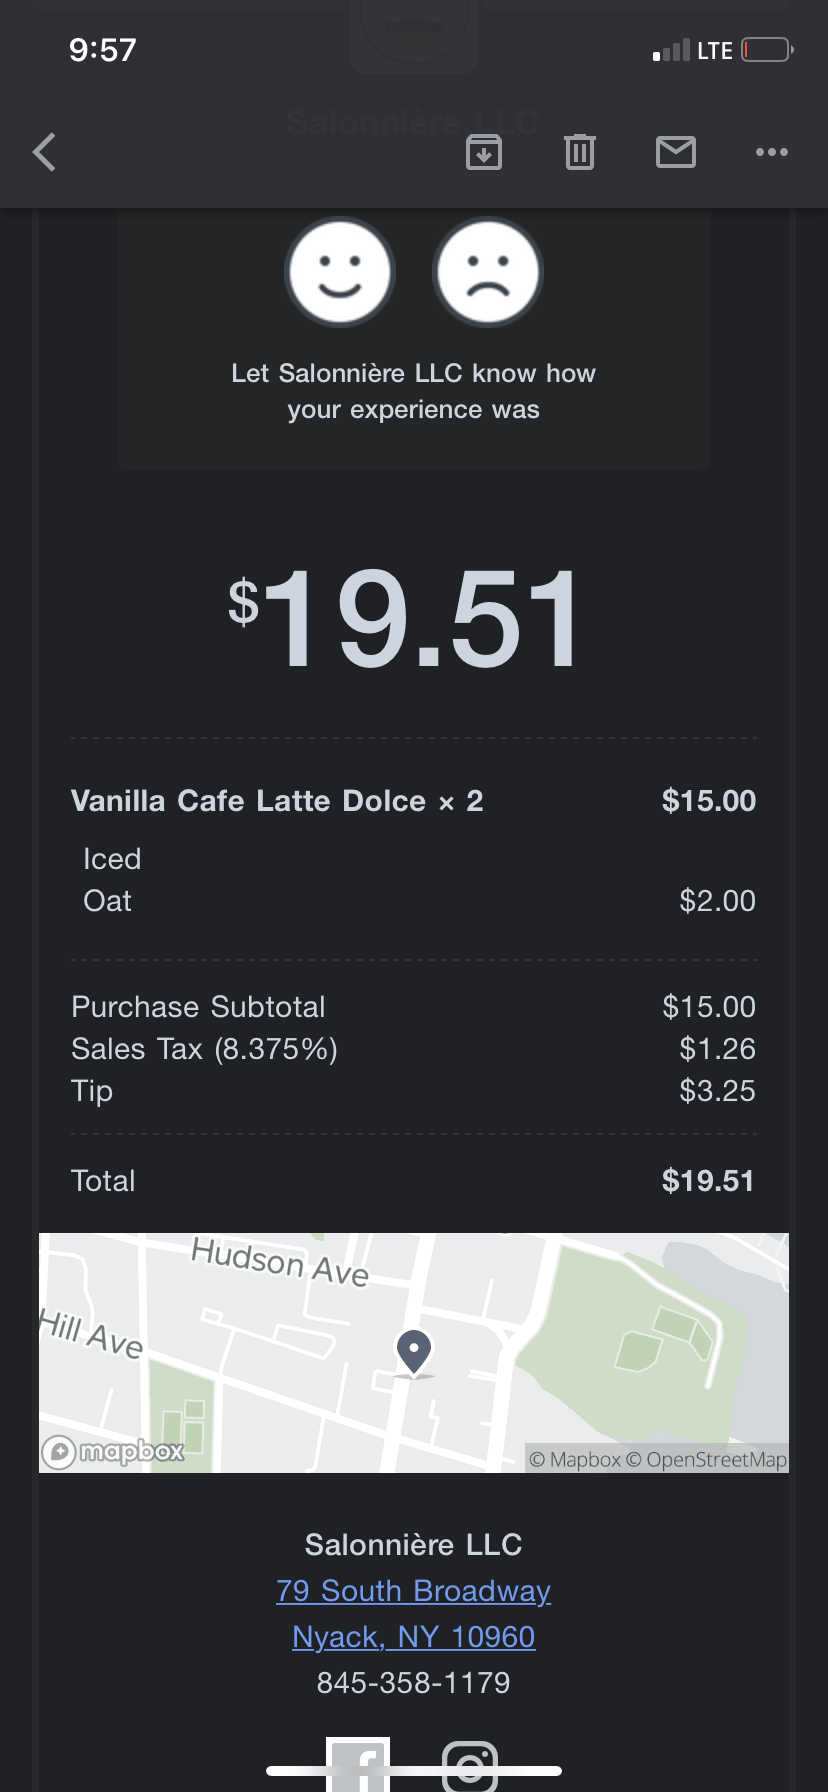 9:57
LTE
Salonnière LLC
Let Salonnière LLC know how
your experience was
$19.51
Vanilla Cafe Latte Dolce × 2 $15.00
Iced
Oat $2.00
Purchase Subtotal $15.00
Sales Tax (8.375%) $1.26
Tip $3.25
Total $19.51
Hudson Ave
Hill Ave
mapbox
© Mapbox © OpenStreetMap
Salonnière LLC
79 South Broadway
Nyack, NY 10960
845-358-1179